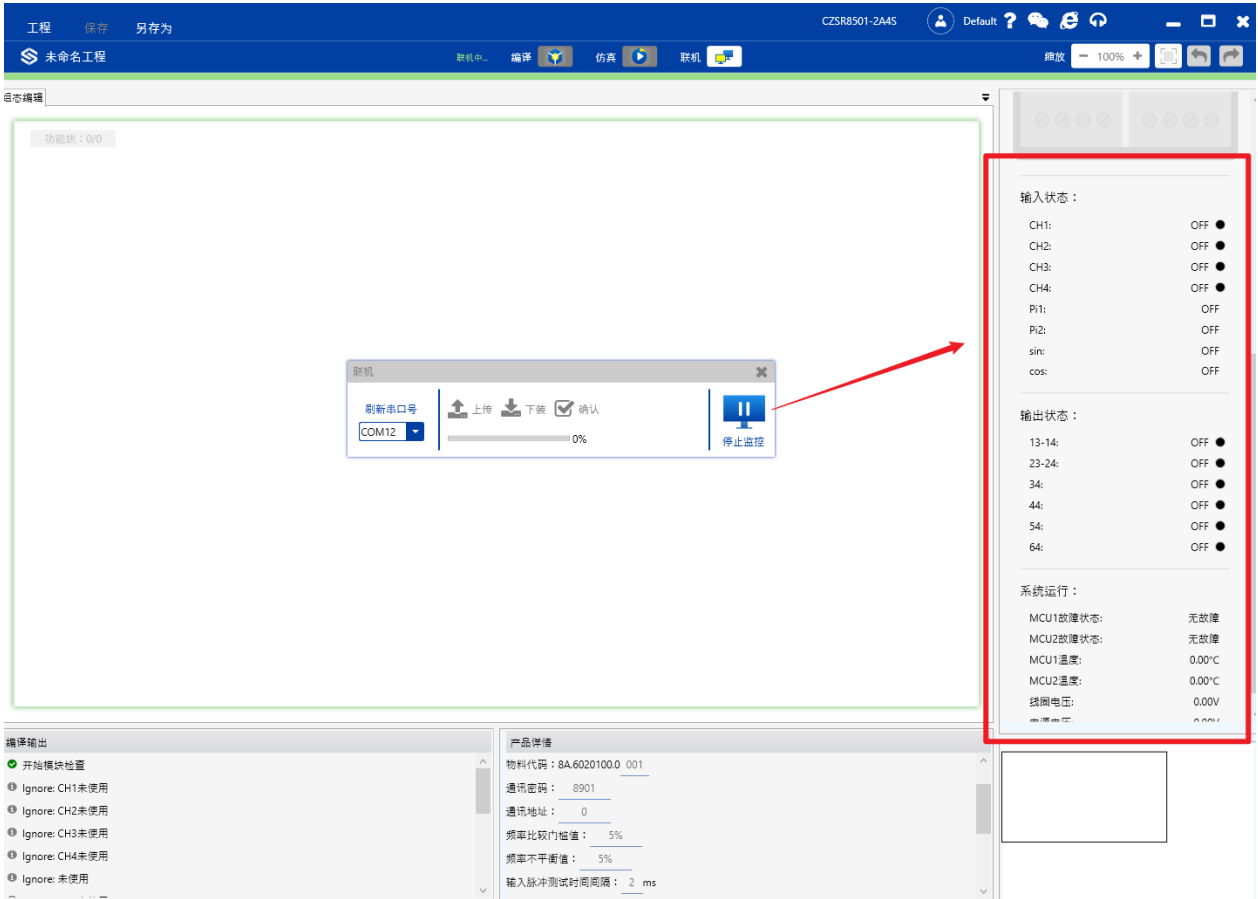 工程 保存 另存为 CZSR8501-2A4S Default
未命名工程 联机中... 编译 仿真 联机 缩放 - 100% +
组态编辑
功能块：0/0
联机
刷新串口号
COM12
上传 下装 确认
0%
停止监控
输入状态：
CH1: OFF
CH2: OFF
CH3: OFF
CH4: OFF
Pi1: OFF
Pi2: OFF
sin: OFF
cos: OFF
输出状态：
13-14: OFF
23-24: OFF
34: OFF
44: OFF
54: OFF
64: OFF
系统运行：
MCU1故障状态: 无故障
MCU2故障状态: 无故障
MCU1温度: 0.00°C
MCU2温度: 0.00°C
线圈电压: 0.00V
编译输出
开始模块检查
Ignore: CH1未使用
Ignore: CH2未使用
Ignore: CH3未使用
Ignore: CH4未使用
Ignore: 未使用
产品详情
物料代码：8A.6020100.0 001
通讯密码： 8901
通讯地址： 0
频率比较门槛值： 5%
频率不平衡值： 5%
输入脉冲测试时间间隔： 2 ms